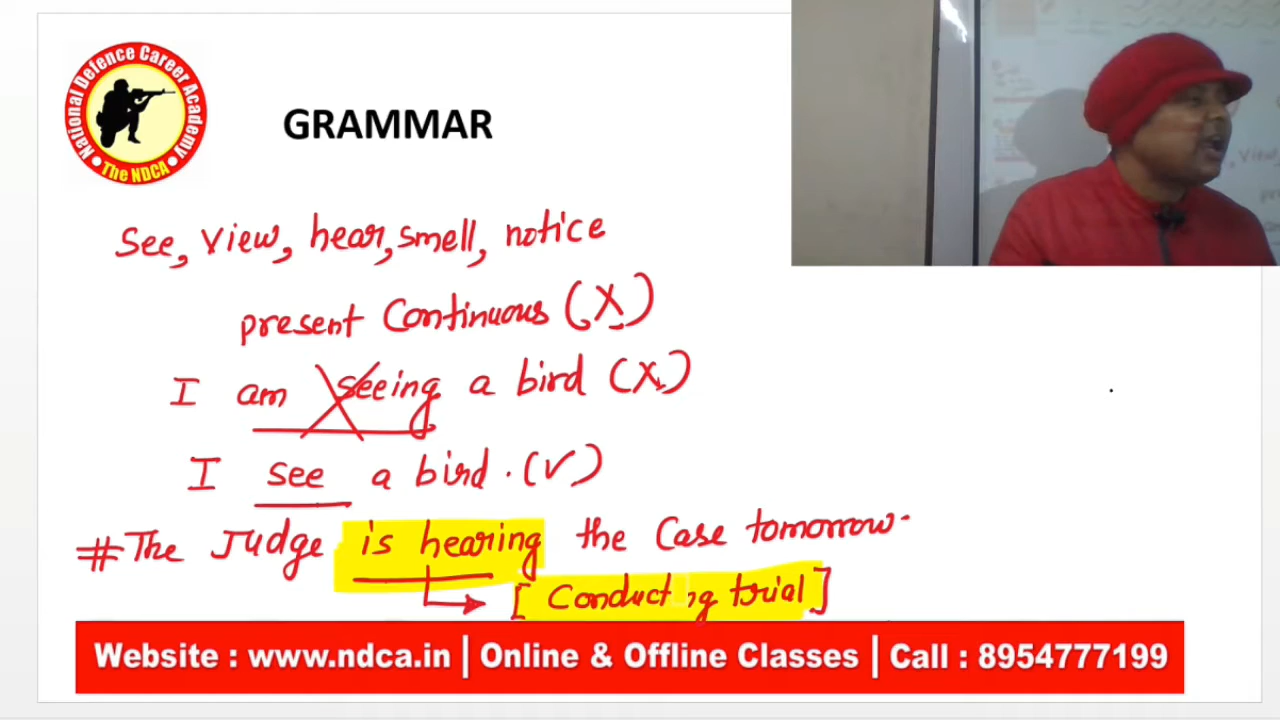 National Defence Career Academy
The NDCA
GRAMMAR
See, View, hear, smell, notice
present Continuous (X)
I am seeing a bird (X)
I see a bird. (✓)
# The Judge is hearing the Case tomorrow.
[Conducting trial]
Website : www.ndca.in | Online & Offline Classes | Call : 8954777199